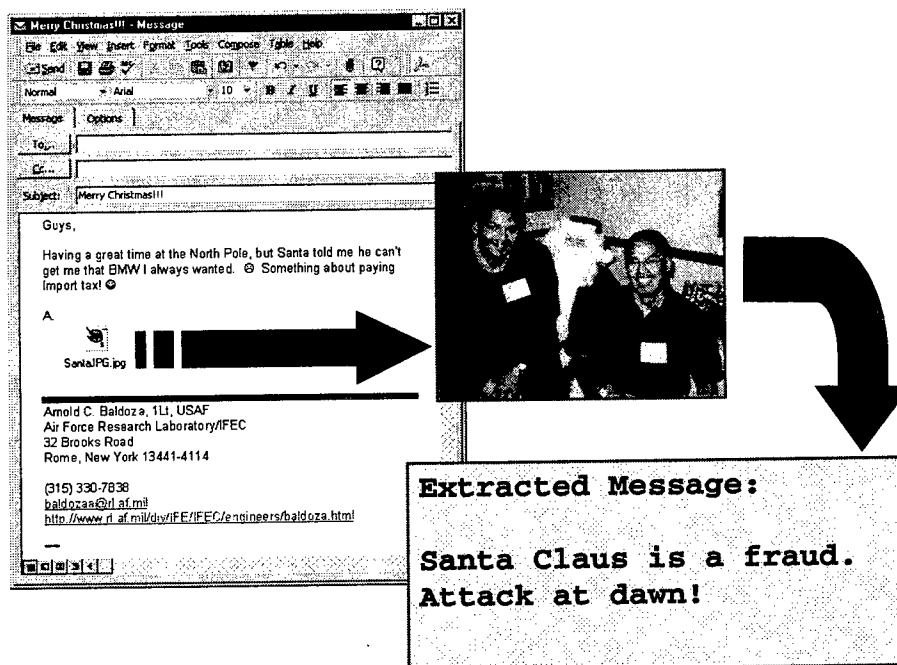 Merry Christmas!!! - Message
File Edit View Insert Format Tools Compose Table Help
Send
Normal Arial 10 B I U
Message Options
To...
Cc...
Subject: Merry Christmas!!!
Guys,
Having a great time at the North Pole, but Santa told me he can't
get me that BMW I always wanted. ☹ Something about paying
Import tax! ☺
A.
SantaJPG.jpg
Arnold C. Baldoza, 1Lt, USAF
Air Force Research Laboratory/IFEC
32 Brooks Road
Rome, New York 13441-4114
(315) 330-7838
baldozaa@rl.af.mil
http://www.rl.af.mil/div/IFE/IFEC/engineers/baldoza.html
Extracted Message:
Santa Claus is a fraud.
Attack at dawn!